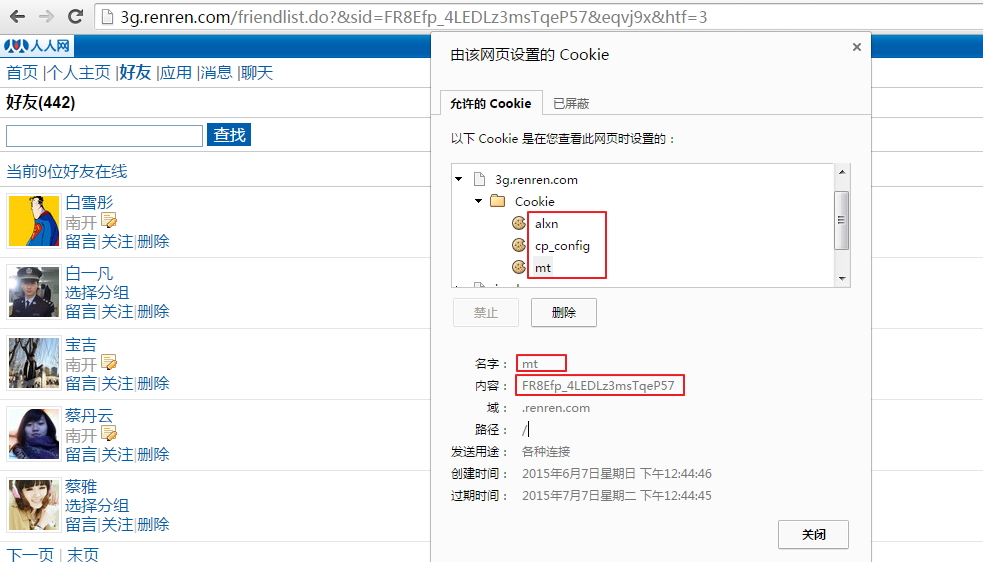 3g.renren.com/friendlist.do?&sid=FR8Efp_4LEDLz3msTqeP57&eqvj9x&htf=3
人人网
首页 |个人主页 |好友 |应用 |消息 |聊天
好友(442)
查找
当前9位好友在线
白雪彤
南开
留言|关注|删除
白一凡
选择分组
留言|关注|删除
宝吉
南开
留言|关注|删除
蔡丹云
南开
留言|关注|删除
蔡雅
选择分组
留言|关注|删除
下一页 | 末页
由该网页设置的 Cookie
允许的 Cookie 已屏蔽
以下 Cookie 是在您查看此网页时设置的：
3g.renren.com
Cookie
alxn
cp_config
mt
禁止 删除
名字： mt
内容： FR8Efp_4LEDLz3msTqeP57
域： .renren.com
路径： /
发送用途： 各种连接
创建时间： 2015年6月7日星期日 下午12:44:46
过期时间： 2015年7月7日星期二 下午12:44:45
关闭